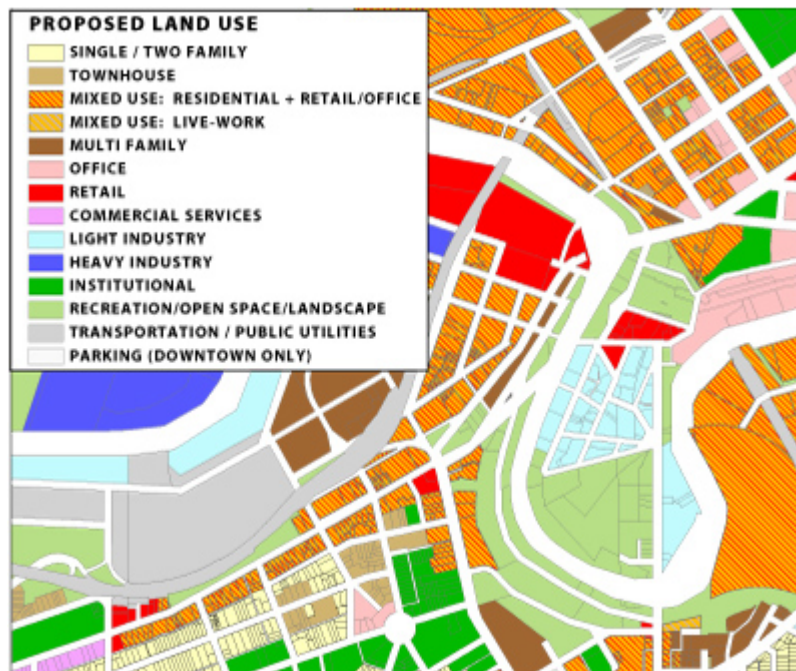 PROPOSED LAND USE
SINGLE / TWO FAMILY
TOWNHOUSE
MIXED USE: RESIDENTIAL + RETAIL/OFFICE
MIXED USE: LIVE-WORK
MULTI FAMILY
OFFICE
RETAIL
COMMERCIAL SERVICES
LIGHT INDUSTRY
HEAVY INDUSTRY
INSTITUTIONAL
RECREATION/OPEN SPACE/LANDSCAPE
TRANSPORTATION / PUBLIC UTILITIES
PARKING (DOWNTOWN ONLY)